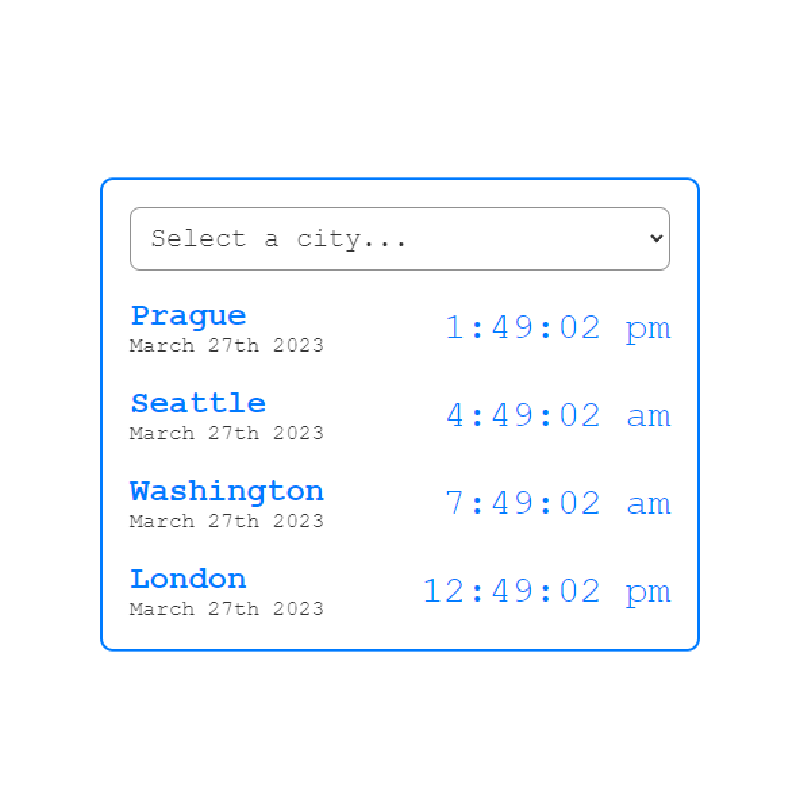 Select a city...
Prague
March 27th 2023
1:49:02 pm
Seattle
March 27th 2023
4:49:02 am
Washington
March 27th 2023
7:49:02 am
London
March 27th 2023
12:49:02 pm